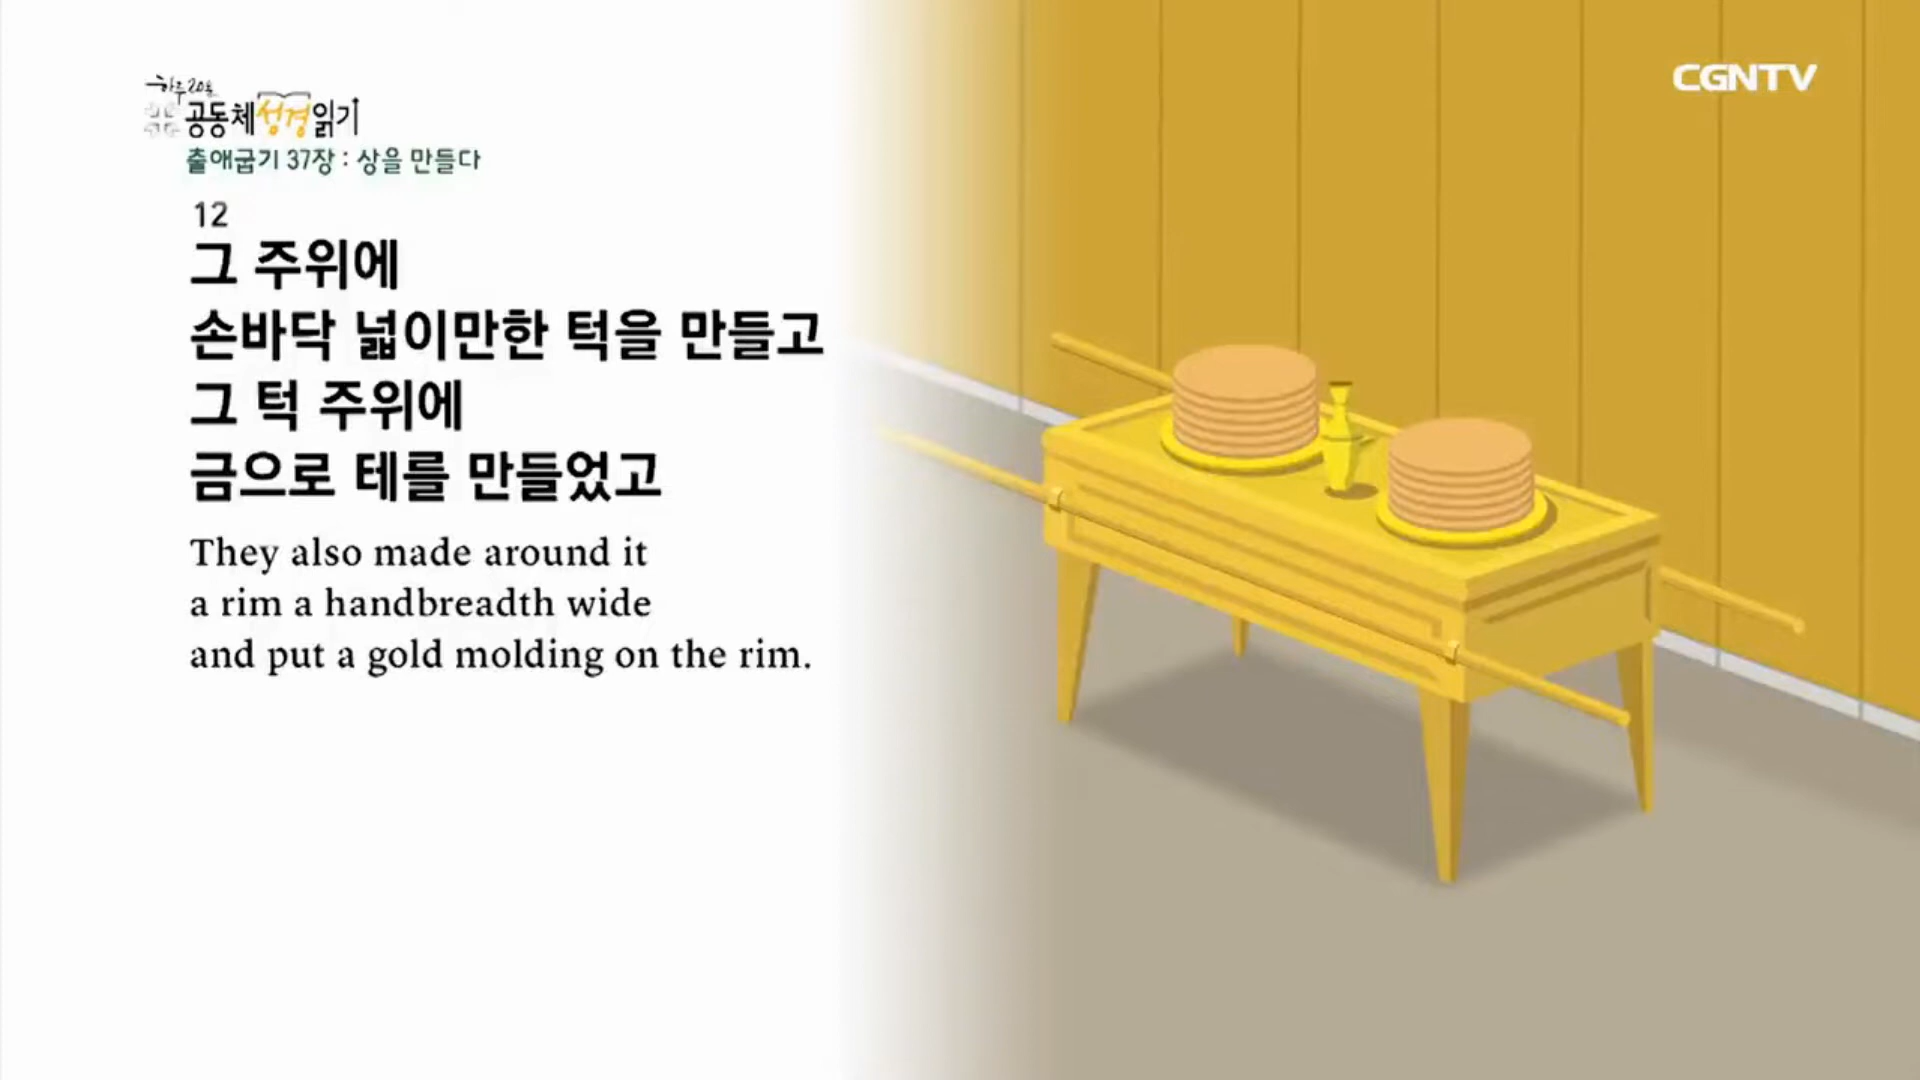 하루20분
공동체성경읽기
CGNTV
출애굽기 37장 : 상을 만들다
12
그 주위에
손바닥 넓이만한 턱을 만들고
그 턱 주위에
금으로 테를 만들었고
They also made around it
a rim a handbreadth wide
and put a gold molding on the rim.